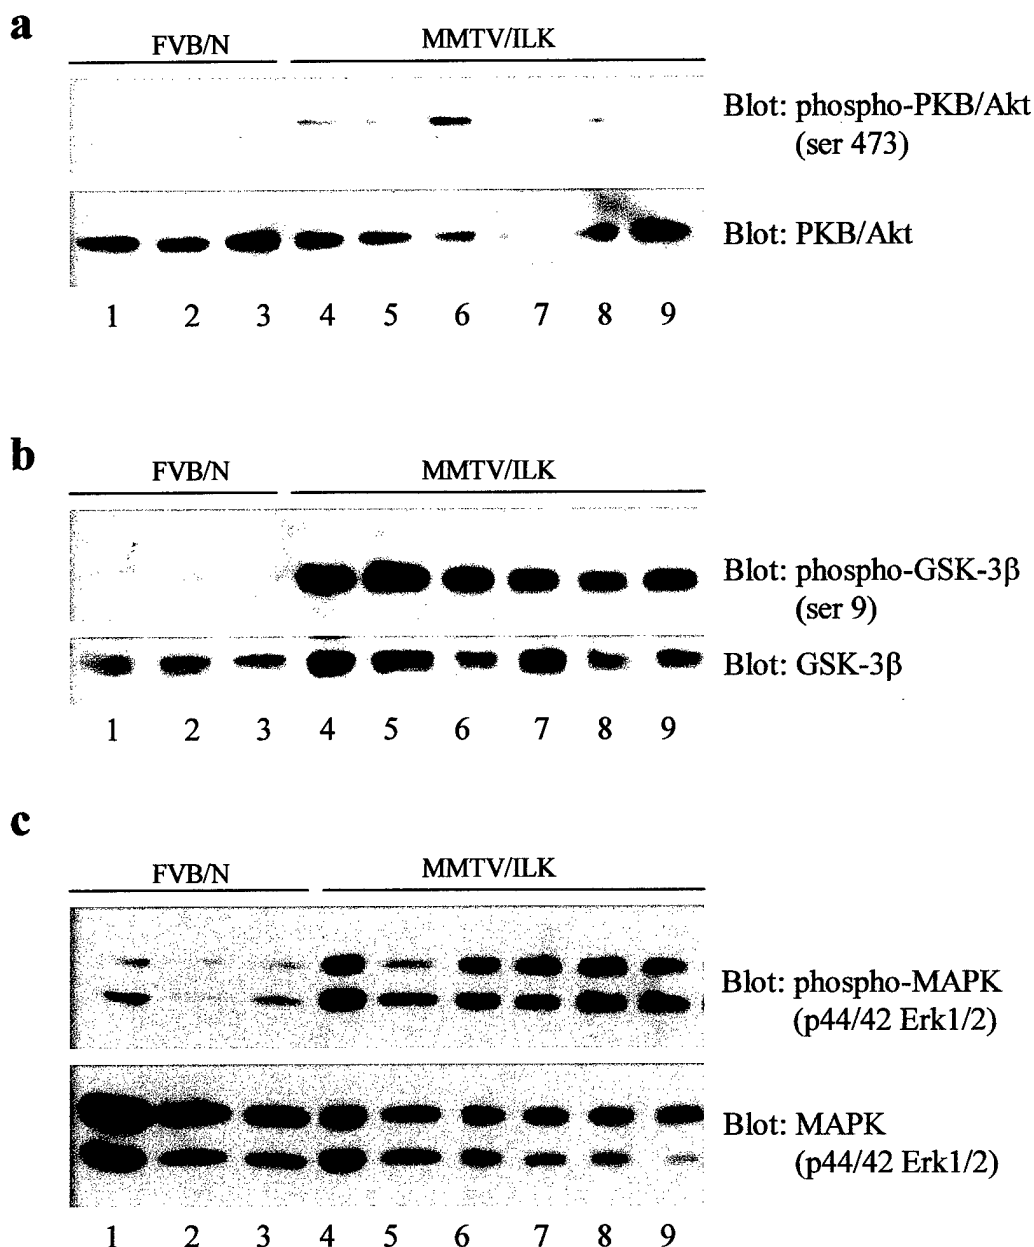 a
FVB/N MMTV/ILK
Blot: phospho-PKB/Akt
(ser 473)
Blot: PKB/Akt
1 2 3 4 5 6 7 8 9
b
FVB/N MMTV/ILK
Blot: phospho-GSK-3β
(ser 9)
Blot: GSK-3β
1 2 3 4 5 6 7 8 9
c
FVB/N MMTV/ILK
Blot: phospho-MAPK
(p44/42 Erk1/2)
Blot: MAPK
(p44/42 Erk1/2)
1 2 3 4 5 6 7 8 9